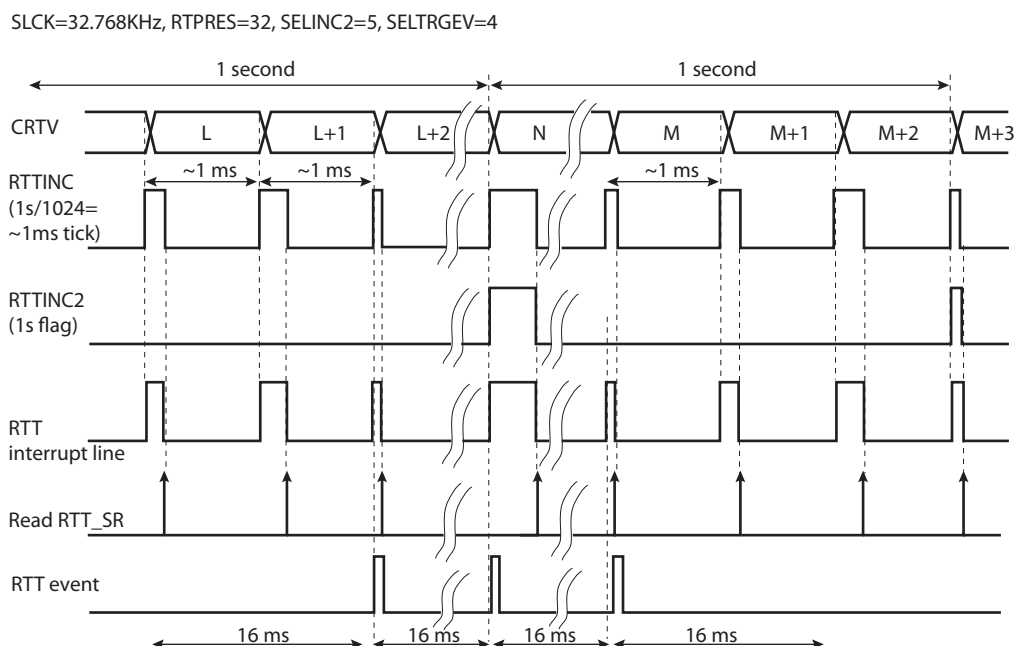 SLCK=32.768KHz, RTPRES=32, SELINC2=5, SELTRGEV=4
1 second 1 second
CRTV L L+1 L+2 N M M+1 M+2 M+3
~1 ms ~1 ms ~1 ms
RTTINC
(1s/1024=
~1ms tick)
RTTINC2
(1s flag)
RTT
interrupt line
Read RTT_SR
RTT event
16 ms 16 ms 16 ms 16 ms